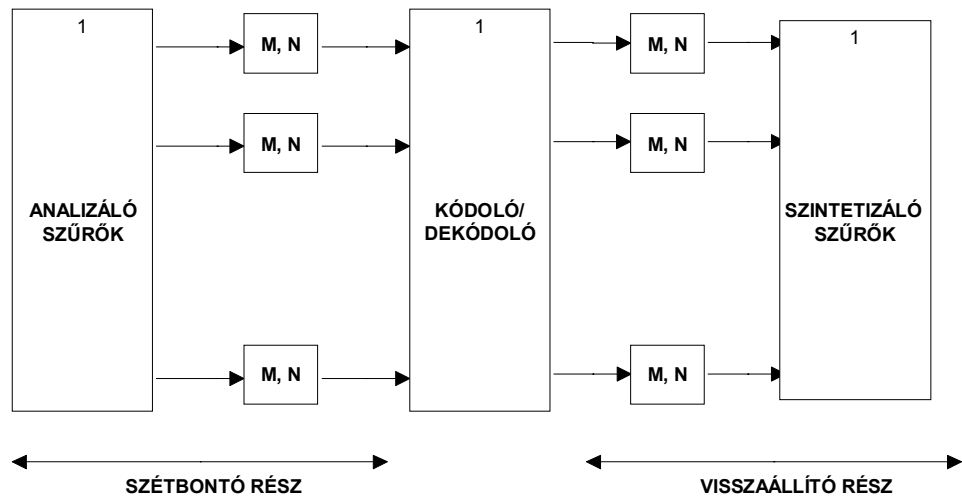 1
1
1
M, N
M, N
M, N
M, N
ANALIZÁLÓ
SZŰRŐK
KÓDOLÓ/
DEKÓDOLÓ
SZINTETIZÁLÓ
SZŰRŐK
M, N
M, N
SZÉTBONTÓ RÉSZ
VISSZAÁLLÍTÓ RÉSZ